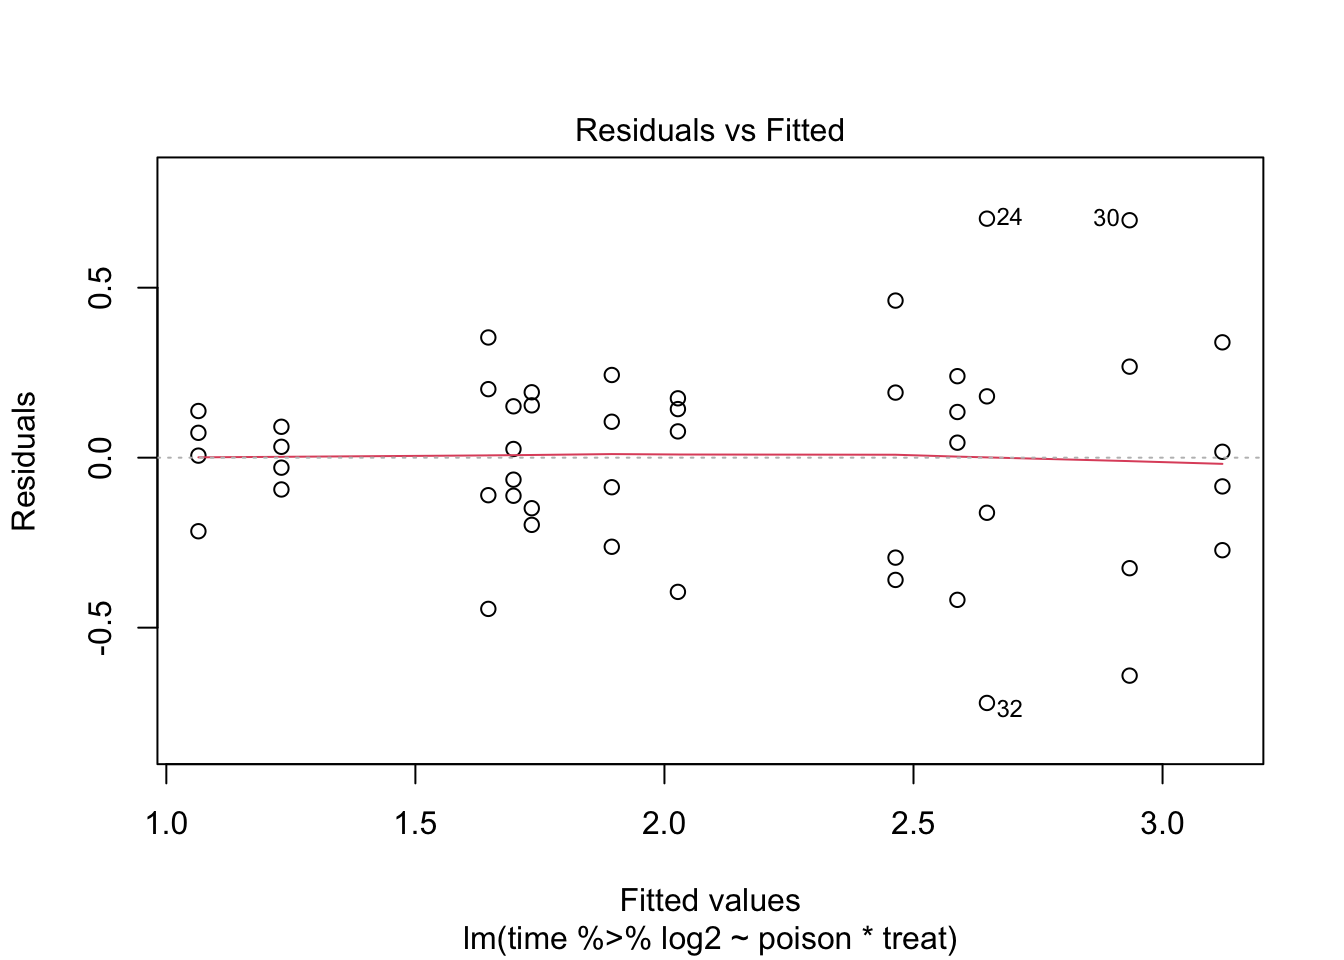 Residuals vs Fitted
24
30
32
Residuals
0.5
0.0
-0.5
1.0 1.5 2.0 2.5 3.0
Fitted values
lm(time %>% log2 ~ poison * treat)